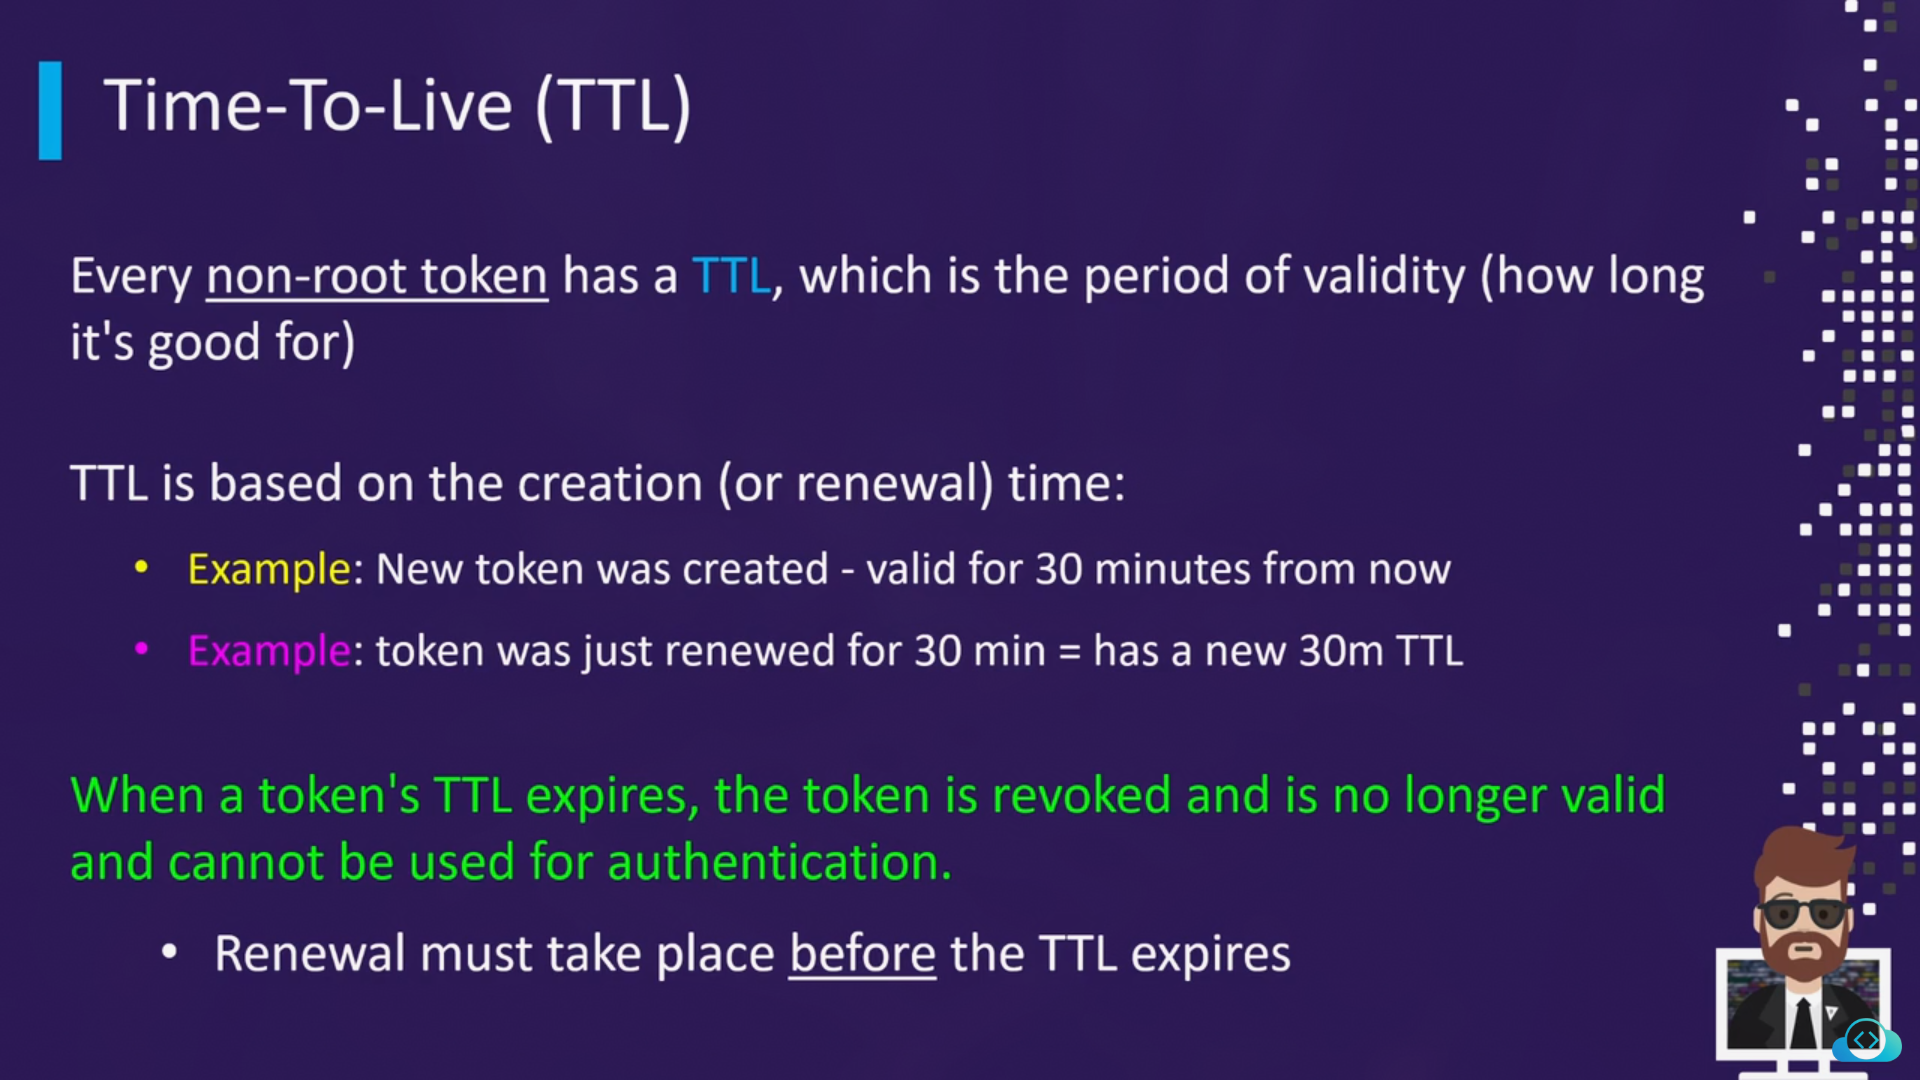 Time-To-Live (TTL)
Every non-root token has a TTL, which is the period of validity (how long
it's good for)
TTL is based on the creation (or renewal) time:
• Example: New token was created - valid for 30 minutes from now
• Example: token was just renewed for 30 min = has a new 30m TTL
When a token's TTL expires, the token is revoked and is no longer valid
and cannot be used for authentication.
• Renewal must take place before the TTL expires